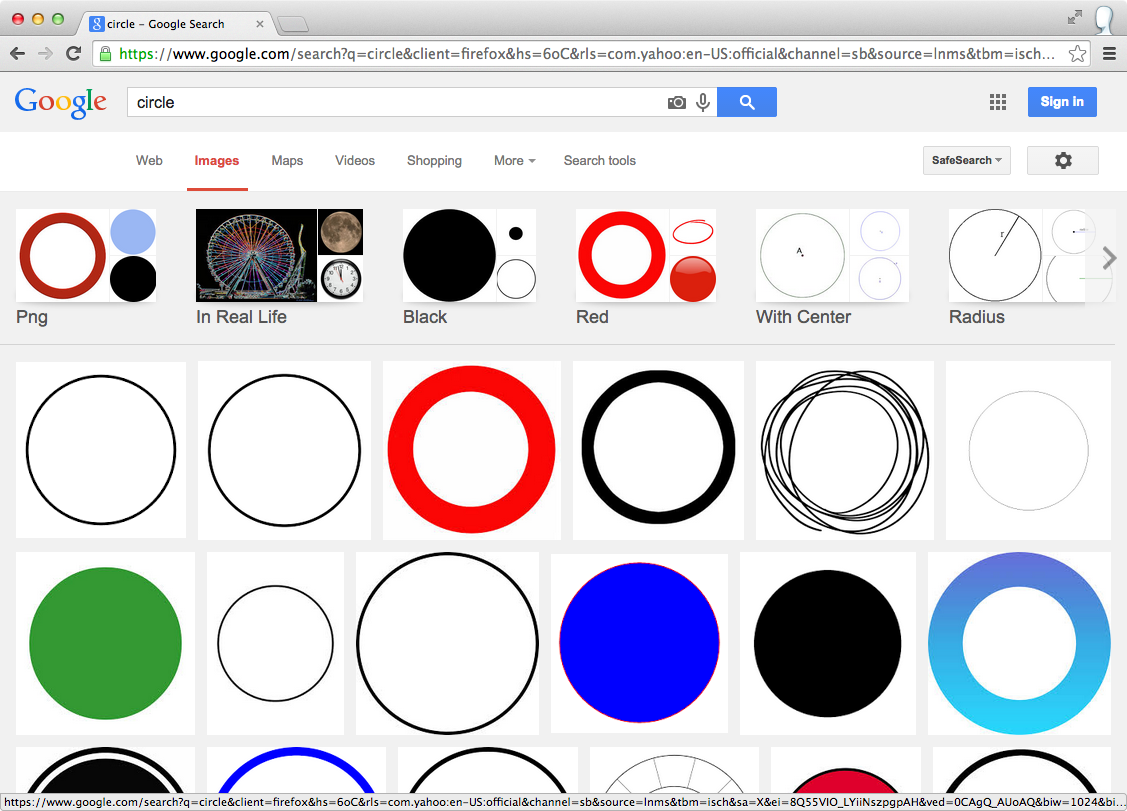 circle - Google Search
https://www.google.com/search?q=circle&client=firefox&hs=6oC&rls=com.yahoo:en-US:official&channel=sb&source=lnms&tbm=isch...
Google
circle
Sign in
Web Images Maps Videos Shopping More Search tools
SafeSearch
A
r
Png In Real Life Black Red With Center Radius
https://www.google.com/search?q=circle&client=firefox&hs=6oC&rls=com.yahoo:en-US:official&channel=sb&source=lnms&tbm=isch&sa=X&ei=8Q55VIO_LYiiNszpgpAH&ved=0CAgQ_AUoAQ&biw=1024&bi...